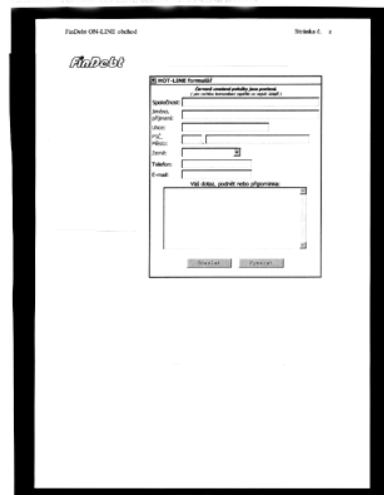 FinDebt ON-LINE obchod
Stránka č.
FinDebt
HOT-LINE formulář
Červeně označené položky jsou povinné
Společnost:
Jméno, příjmení:
Ulice:
PSČ, Město:
Země:
Telefon:
E-mail:
Váš dotaz, podnět nebo připomínka:
Odeslat
Vymazat